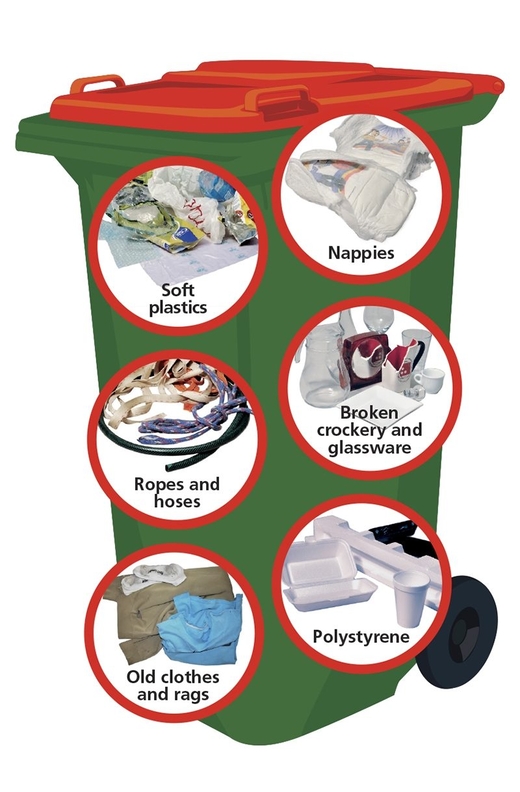 Nappies
Soft
plastics
Broken
crockery and
glassware
Ropes and
hoses
Polystyrene
Old clothes
and rags